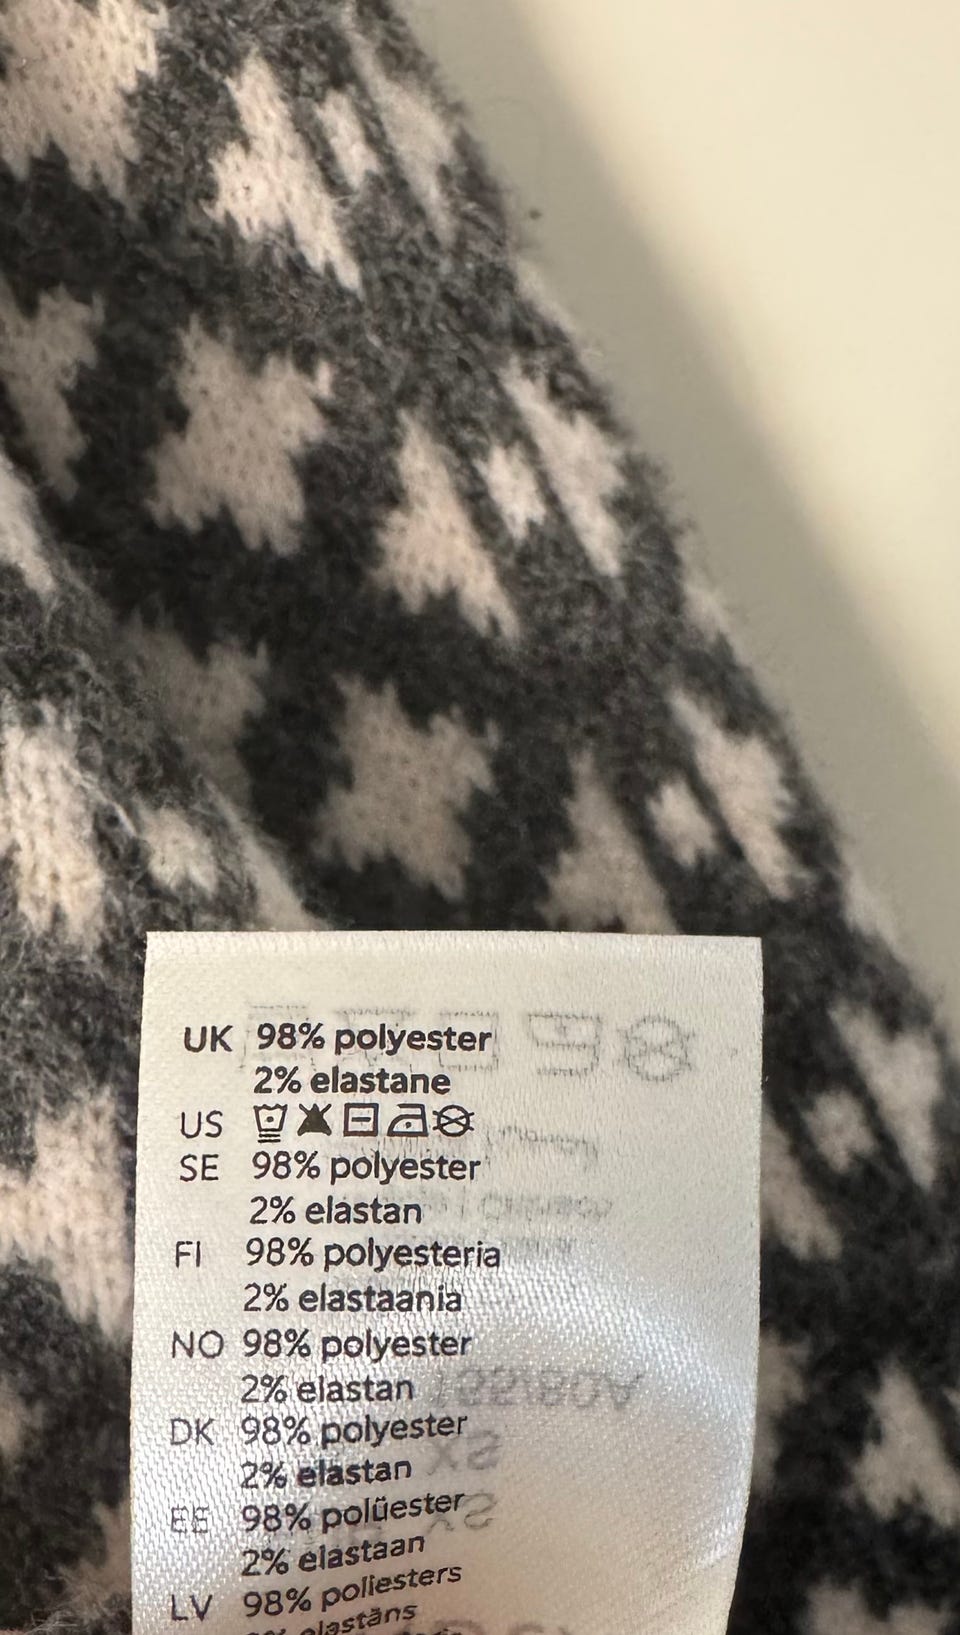 UK 98% polyester
2% elastane
US
SE 98% polyester
2% elastan
FI 98% polyesteria
2% elastaania
NO 98% polyester
2% elastan
DK 98% polyester
2% elastan
EE 98% polüester
2% elastaan
LV 98% poliesters
elastāns